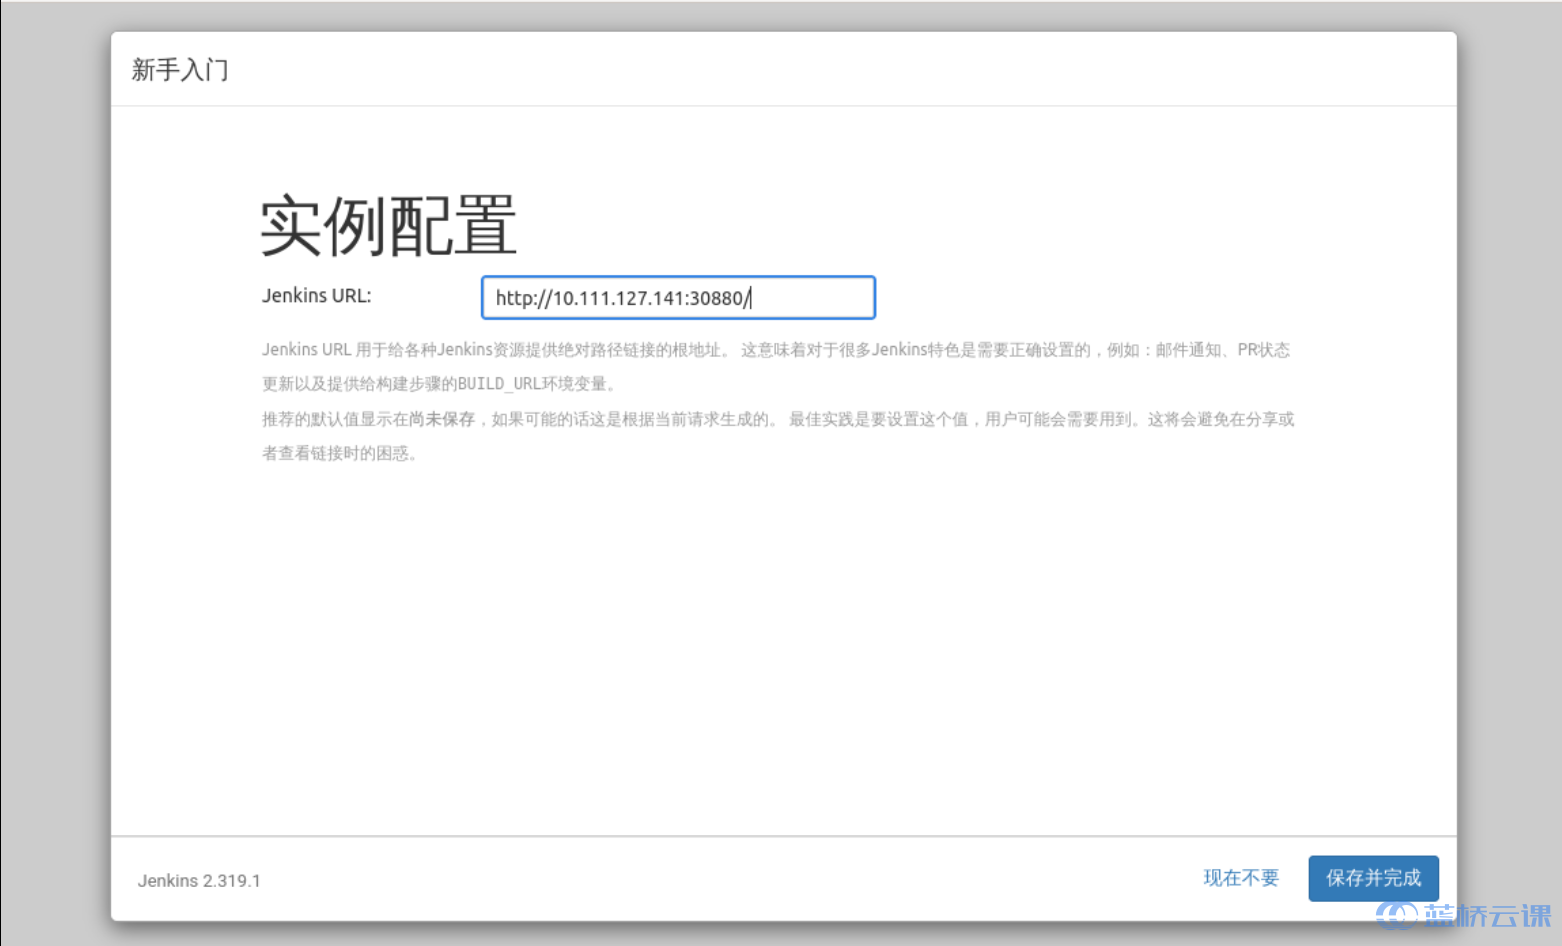 新手入门
实例配置
Jenkins URL:
http://10.111.127.141:30880/
Jenkins URL 用于给各种Jenkins资源提供绝对路径链接的根地址。 这意味着对于很多Jenkins特色是需要正确设置的，例如：邮件通知、PR状态
更新以及提供给构建步骤的BUILD_URL环境变量。
推荐的默认值显示在尚未保存，如果可能的话这是根据当前请求生成的。 最佳实践是要设置这个值，用户可能会需要用到。这将会避免在分享或
者查看链接时的困惑。
Jenkins 2.319.1
现在不要
保存并完成
蓝桥云课